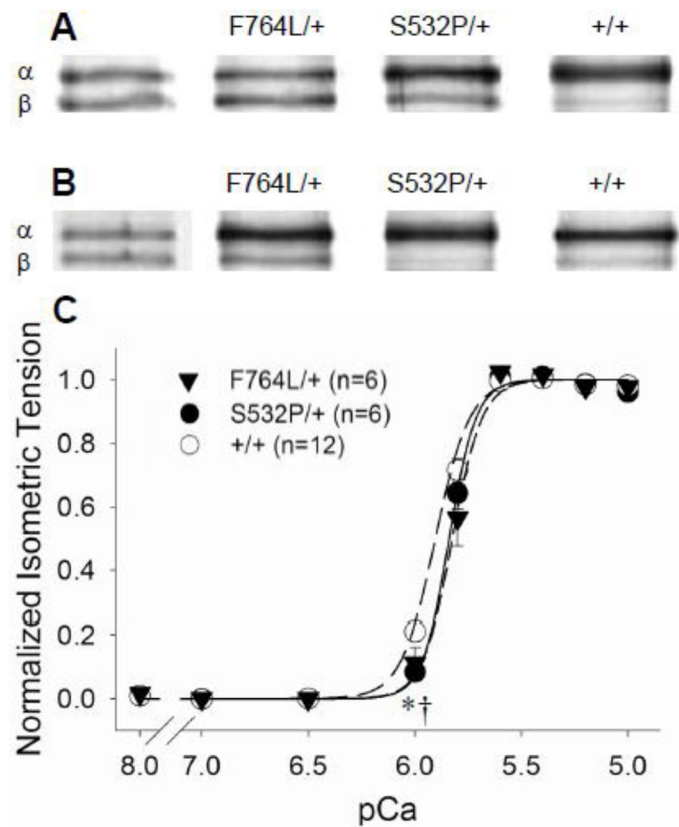 A
F764L/+ S532P/+ +/+
α
β
B
F764L/+ S532P/+ +/+
α
β
C
Normalized Isometric Tension
1.0
0.8
0.6
0.4
0.2
0.0
F764L/+ (n=6)
S532P/+ (n=6)
+/+ (n=12)
*†
8.0 7.0 6.5 6.0 5.5 5.0
pCa